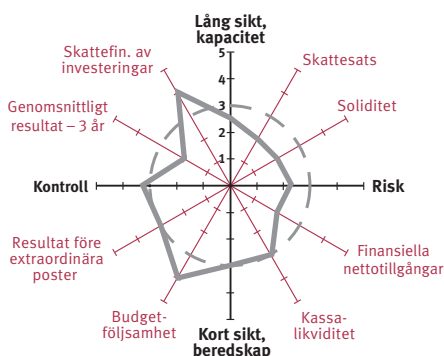 Lång sikt,
kapacitet
Skattefin. av
investeringar
Skattesats
Genomsnittligt
resultat – 3 år
Soliditet
5
4
3
2
1
Kontroll
Risk
Resultat före
extraordinära
poster
Finansiella
nettotillgångar
Budget-
följsamhet
Kassa-
likviditet
Kort sikt,
beredskap